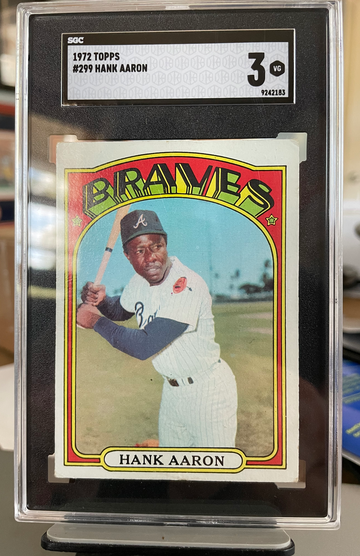 SGC
1972 TOPPS
#299 HANK AARON
3 VG
9242183
BRAVES
A
HANK AARON